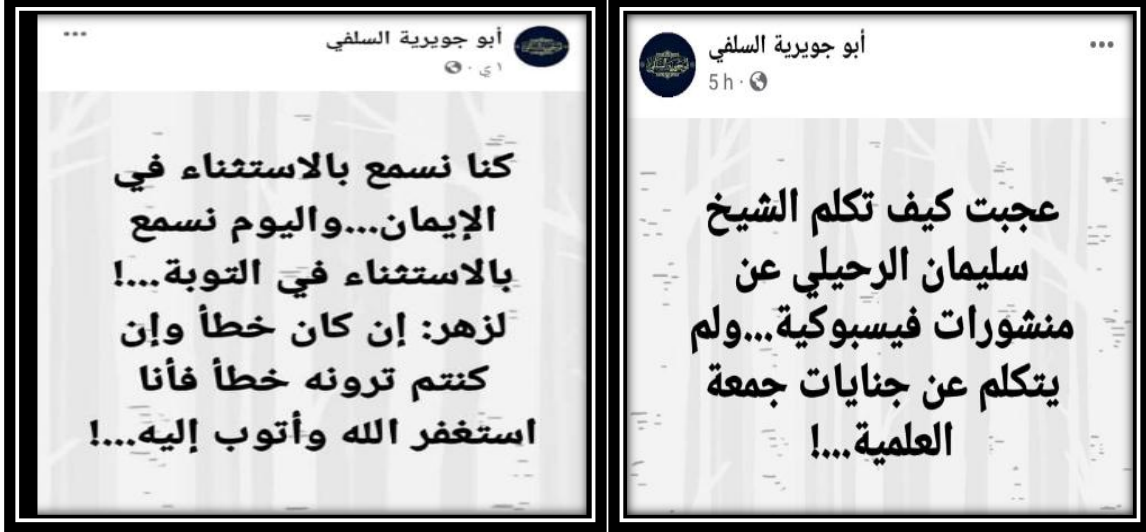 أبو جويرية السلفي
5 h
عجبت كيف تكلم الشيخ
سليمان الرحيلي عن
منشورات فيسبوكية...ولم
يتكلم عن جنايات جمعة
العلمية...!
أبو جويرية السلفي
١ ي
كنا نسمع بالاستثناء في
الإيمان...واليوم نسمع
بالاستثناء في التوبة...!
لزهر: إن كان خطأ وإن
كنتم ترونه خطأ فأنا
استغفر الله وأتوب إليه...!